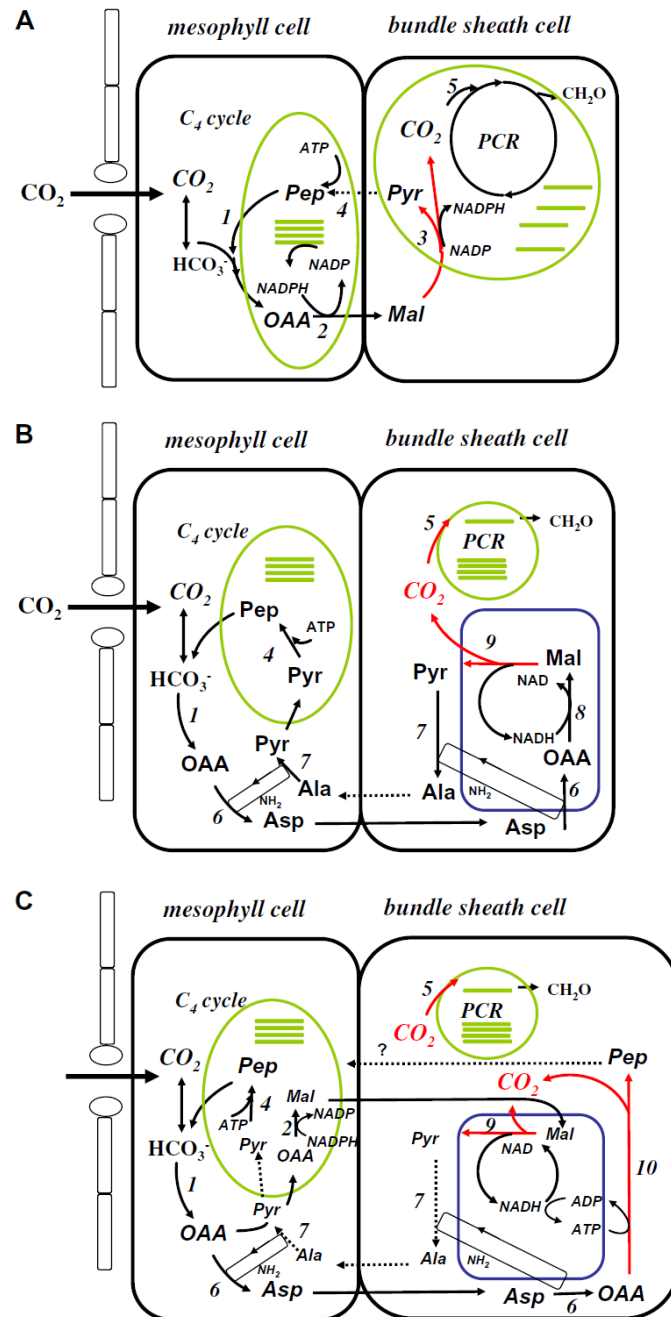 A
mesophyll cell
bundle sheath cell
C4 cycle
ATP
5
CH2O
CO2
PCR
CO2
CO2
Pep
4
Pyr
NADPH
1
3
NADP
HCO3-
NADP
NADPH
OAA
2
Mal
B
mesophyll cell
bundle sheath cell
C4 cycle
5
CH2O
PCR
CO2
CO2
CO2
Pep
ATP
4
9
Mal
HCO3-
Pyr
Pyr
NAD
1
7
8
NADH
Pyr
OAA
OAA
7
Ala
Ala
NH2
6
6
NH2
Asp
Asp
C
mesophyll cell
bundle sheath cell
C4 cycle
5
CH2O
PCR
CO2
?
CO2
Pep
Pep
CO2
Mal
4
NADP
ATP
2
NADPH
9
Mal
HCO3-
Pyr
OAA
Pyr
NAD
10
1
7
NADH
ADP
Pyr
ATP
OAA
7
Ala
Ala
NH2
6
NH2
Asp
Asp
6
OAA